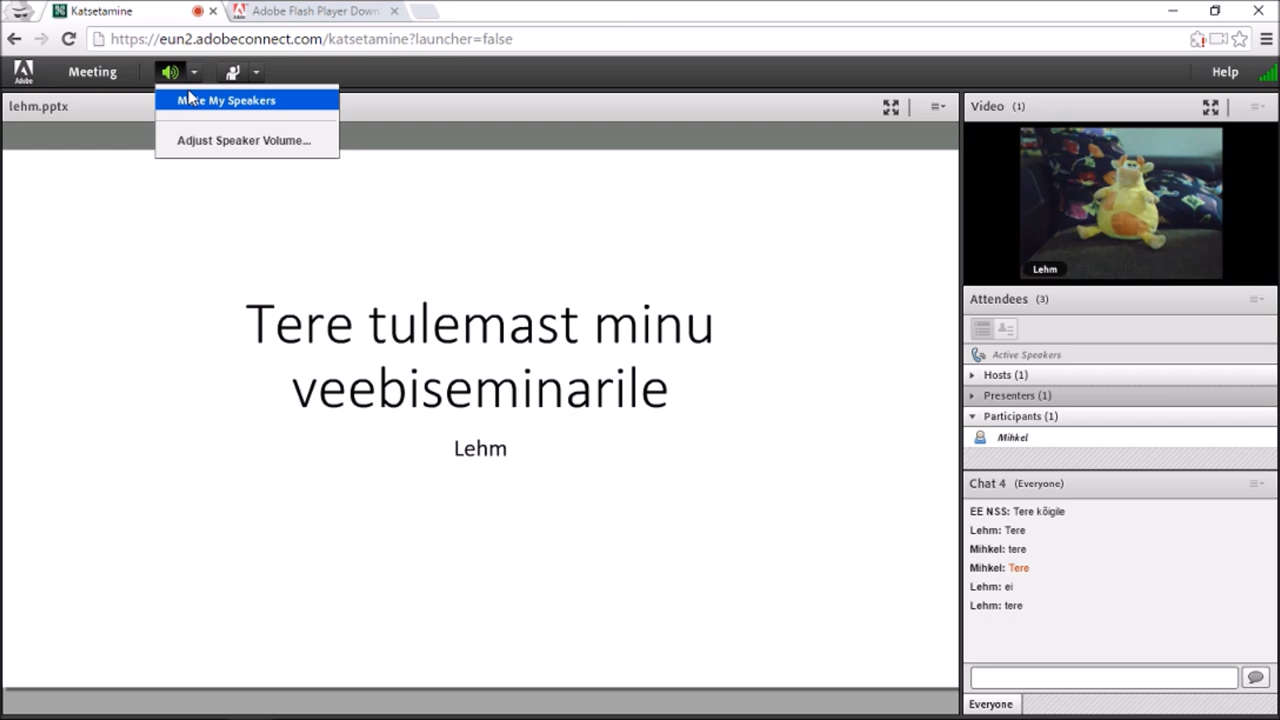 Katsetamine
Adobe Flash Player Down
https://eun2.adobeconnect.com/katsetamine?launcher=false
Adobe
Meeting
Help
My Speakers
Adjust Speaker Volume...
lehm.pptx
Tere tulemast minu
veebiseminarile
Lehm
Video (1)
Lehm
Attendees (3)
Active Speakers
Hosts (1)
Presenters (1)
Participants (1)
Mihkel
Chat 4 (Everyone)
EE NSS: Tere kõigile
Lehm: Tere
Mihkel: tere
Mihkel: Tere
Lehm: ei
Lehm: tere
Everyone